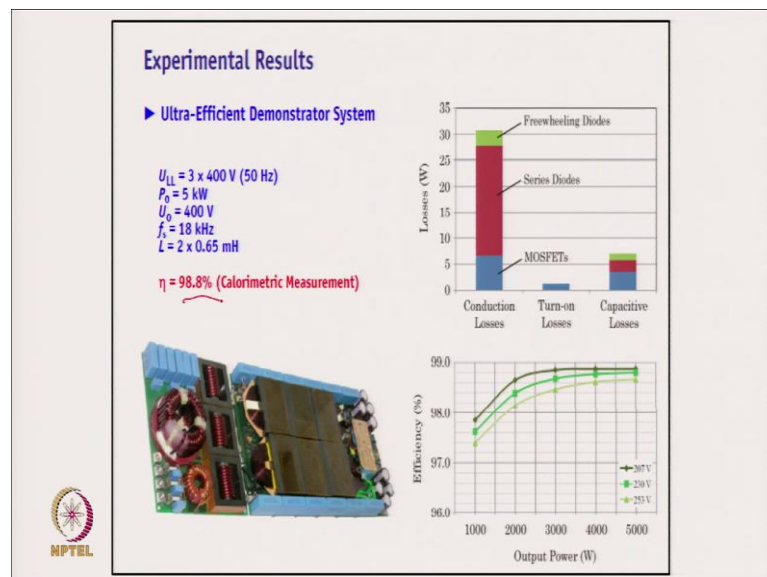 Experimental Results
▶ Ultra-Efficient Demonstrator System
U_LL = 3 x 400 V (50 Hz)
P_0 = 5 kW
U_0 = 400 V
f_s = 18 kHz
L = 2 x 0.65 mH
η = 98.8% (Calorimetric Measurement)
Losses (W)
35
30
25
20
15
10
5
0
Freewheeling Diodes
Series Diodes
MOSFETs
Conduction Losses
Turn-on Losses
Capacitive Losses
Efficiency (%)
99.0
98.0
97.0
96.0
207 V
230 V
253 V
1000 2000 3000 4000 5000
Output Power (W)
NPTEL